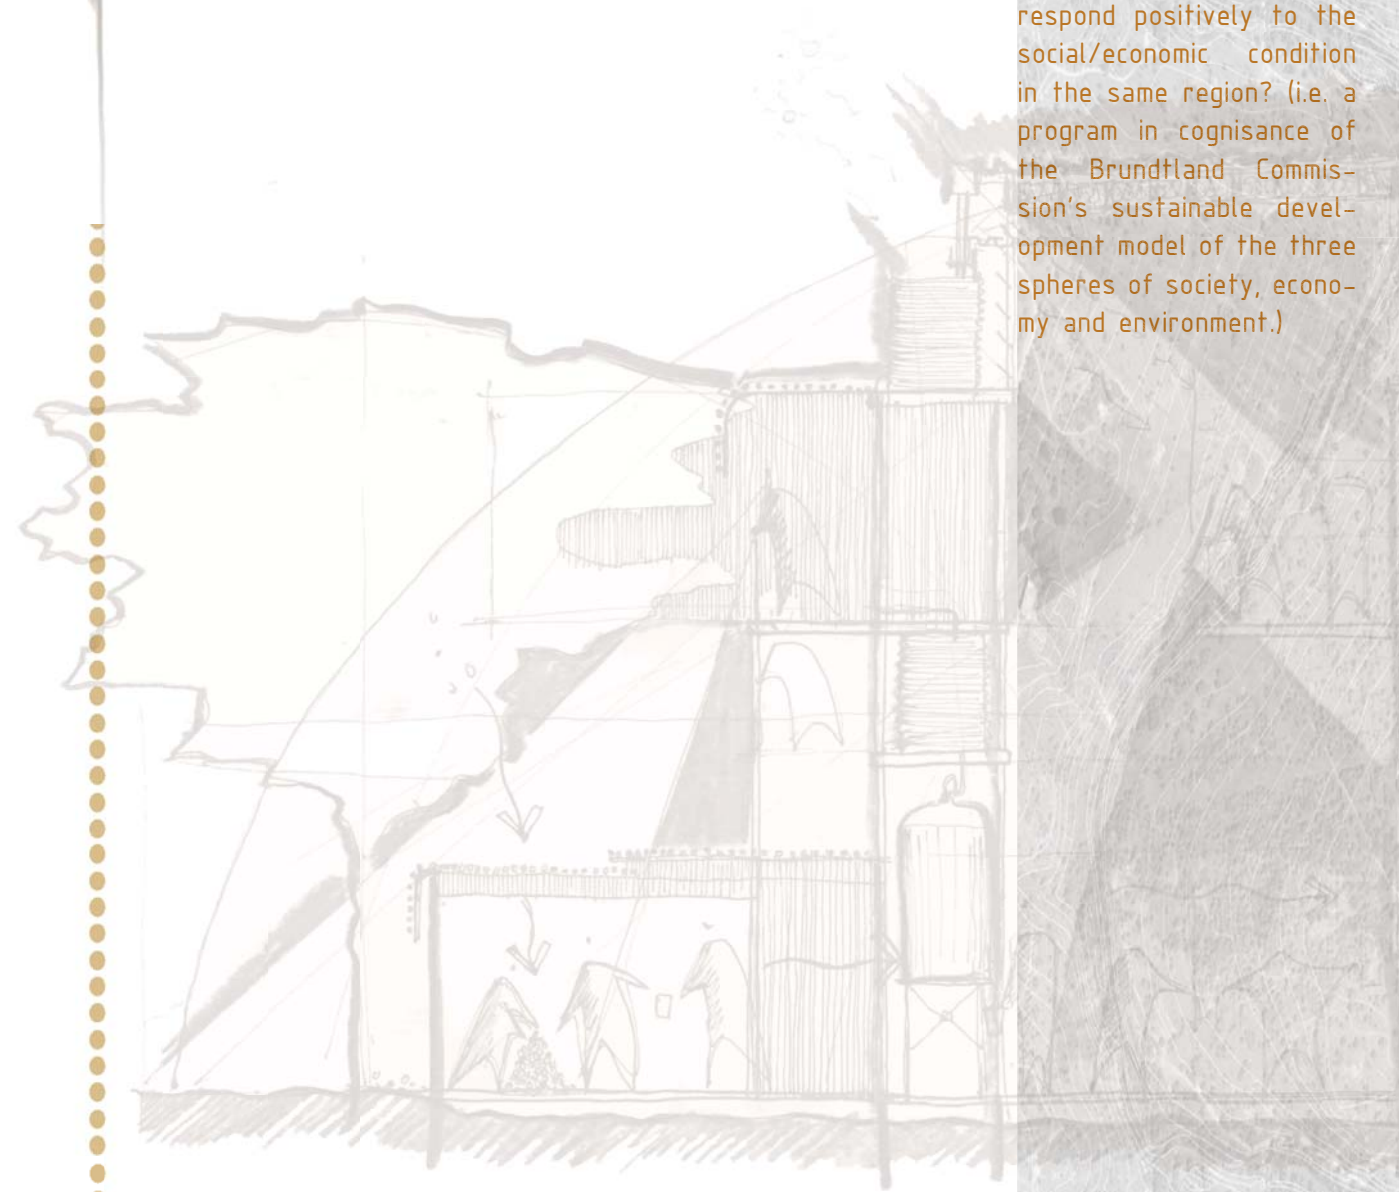 respond positively to the
social/economic condition
in the same region? (i.e. a
program in cognisance of
the Brundtland Commis-
sion's sustainable devel-
opment model of the three
spheres of society, econo-
my and environment.)